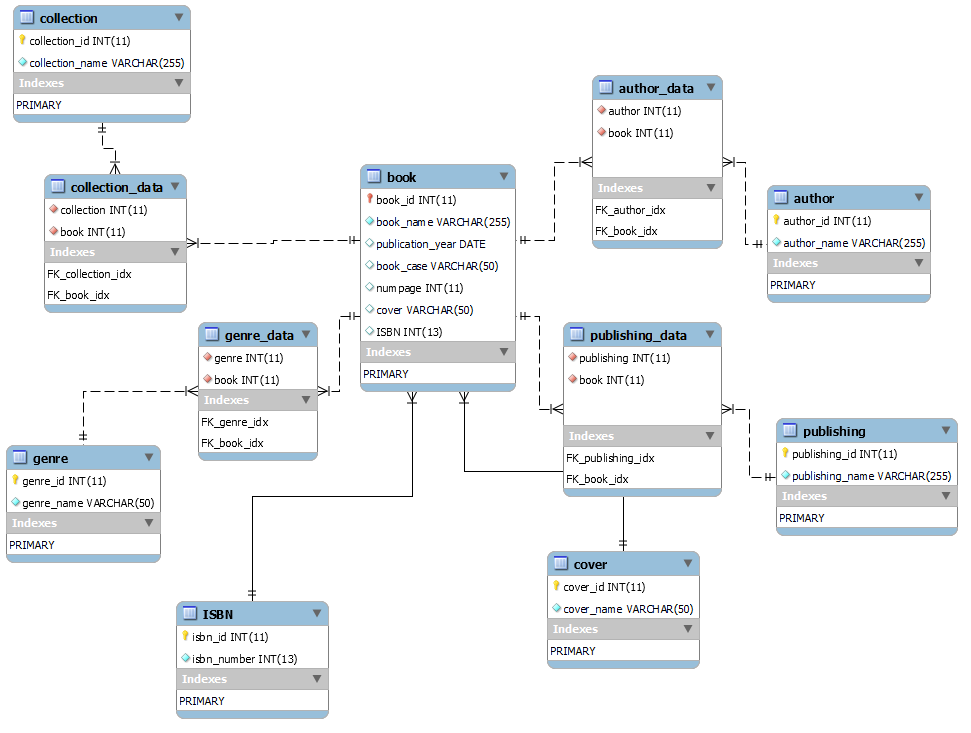 collection
collection_id INT(11)
collection_name VARCHAR(255)
Indexes
PRIMARY
collection_data
collection INT(11)
book INT(11)
Indexes
FK_collection_idx
FK_book_idx
book
book_id INT(11)
book_name VARCHAR(255)
publication_year DATE
book_case VARCHAR(50)
numpage INT(11)
cover VARCHAR(50)
ISBN INT(13)
Indexes
PRIMARY
author_data
author INT(11)
book INT(11)
Indexes
FK_author_idx
FK_book_idx
author
author_id INT(11)
author_name VARCHAR(255)
Indexes
PRIMARY
genre_data
genre INT(11)
book INT(11)
Indexes
FK_genre_idx
FK_book_idx
publishing_data
publishing INT(11)
book INT(11)
Indexes
FK_publishing_idx
FK_book_idx
genre
genre_id INT(11)
genre_name VARCHAR(50)
Indexes
PRIMARY
publishing
publishing_id INT(11)
publishing_name VARCHAR(255)
Indexes
PRIMARY
cover
cover_id INT(11)
cover_name VARCHAR(50)
Indexes
PRIMARY
ISBN
isbn_id INT(11)
isbn_number INT(13)
Indexes
PRIMARY